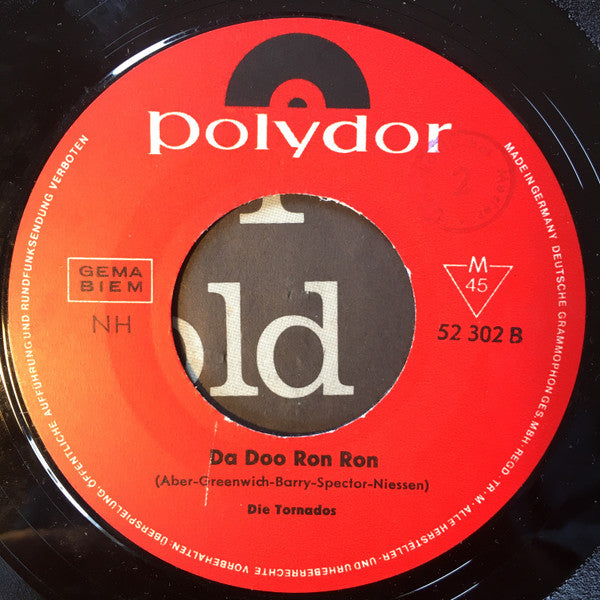 polydor
GEMA
BIEM
NH
M
45
52 302 B
old
Da Doo Ron Ron
(Aber-Greenwich-Barry-Spector-Niessen)
Die Tornados
MADE IN GERMANY DEUTSCHE GRAMMOPHON GES. MBH · REGD · TR · M · ALLE HERSTELLER - UND URHEBERRECHTE VORBEHALTEN · ÜBERSPIELUNG, ÖFFENTLICHE AUFFÜHRUNG UND RUNDFUNKSENDUNG VERBOTEN